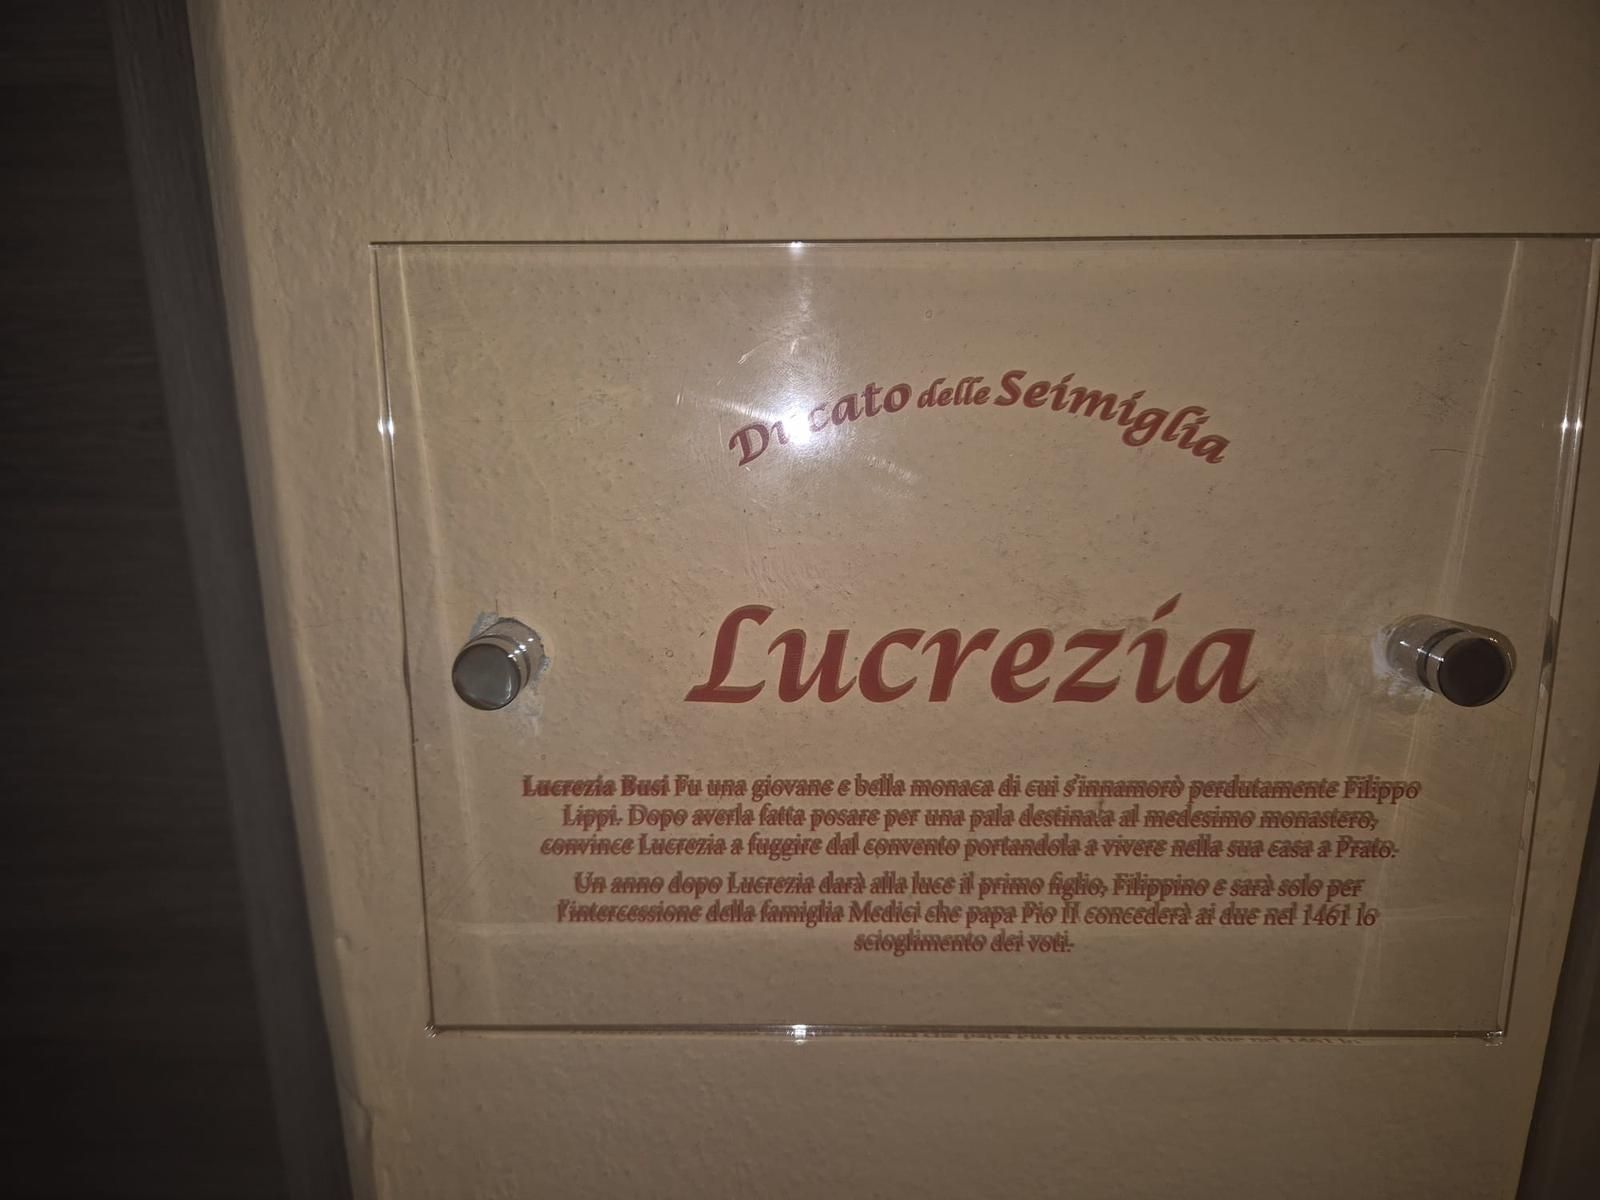 Ducato delle Seimiglia
Lucrezia
Lucrezia Busi Fu una giovane e bella monaca di cui s'innamorò perdutamente Filippo
Lippi. Dopo averla fatta posare per una pala destinata al medesimo monastero,
convince Lucrezia a fuggire dal convento portandola a vivere nella sua casa a Prato.
Un anno dopo Lucrezia darà alla luce il primo figlio, Filippino e sarà solo per
l'intercessione della famiglia Medici che papa Pio II concederà ai due nel 1461 lo
scioglimento dei voti.